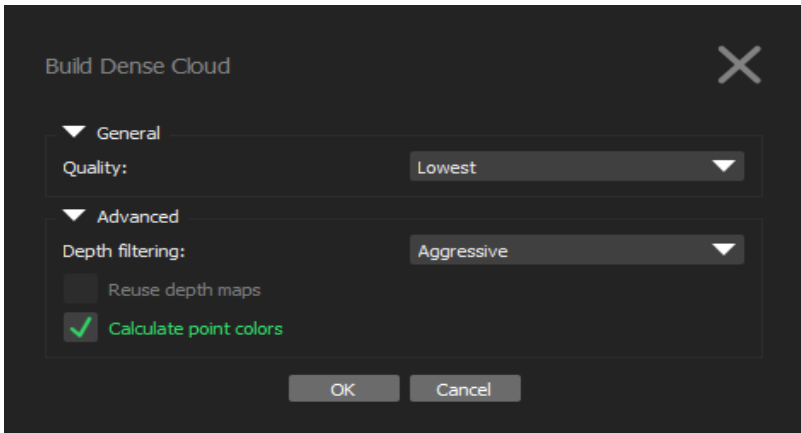 Build Dense Cloud
General
Quality: Lowest
Advanced
Depth filtering: Aggressive
Reuse depth maps
Calculate point colors
OK Cancel